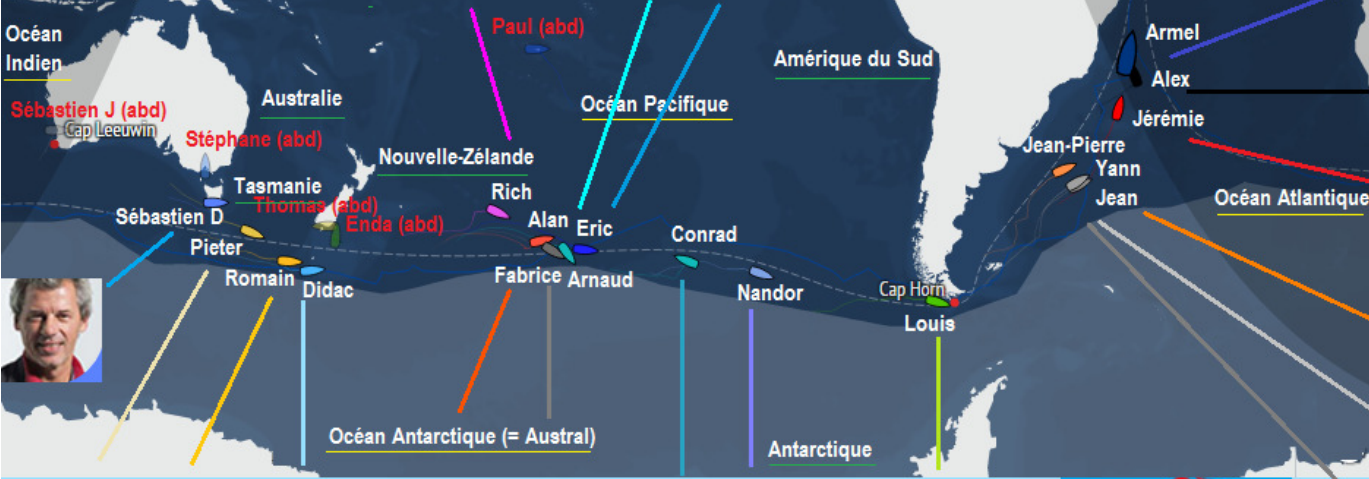 Océan
Indien
Sébastien J (abd)
Cap Leeuwin
Australie
Stéphane (abd)
Tasmanie
Sébastien D
Thomas (abd)
Enda (abd)
Pieter
Romain
Didac
Nouvelle-Zélande
Paul (abd)
Océan Pacifique
Rich
Alan
Eric
Fabrice
Arnaud
Conrad
Nandor
Amérique du Sud
Cap Horn
Louis
Armel
Alex
Jérémie
Jean-Pierre
Yann
Jean
Océan Atlantique
Océan Antarctique (= Austral)
Antarctique